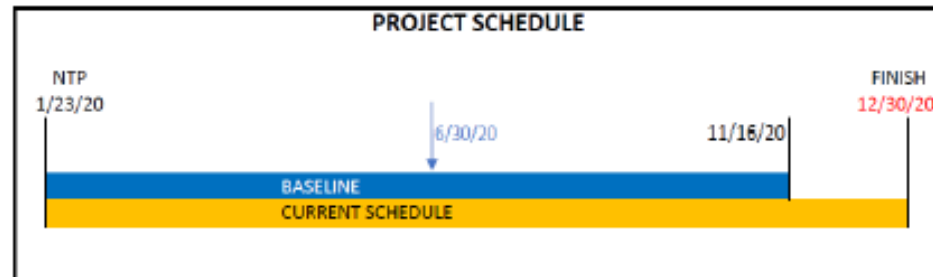 PROJECT SCHEDULE
NTP
1/23/20
FINISH
12/30/20
6/30/20
11/16/20
BASELINE
CURRENT SCHEDULE